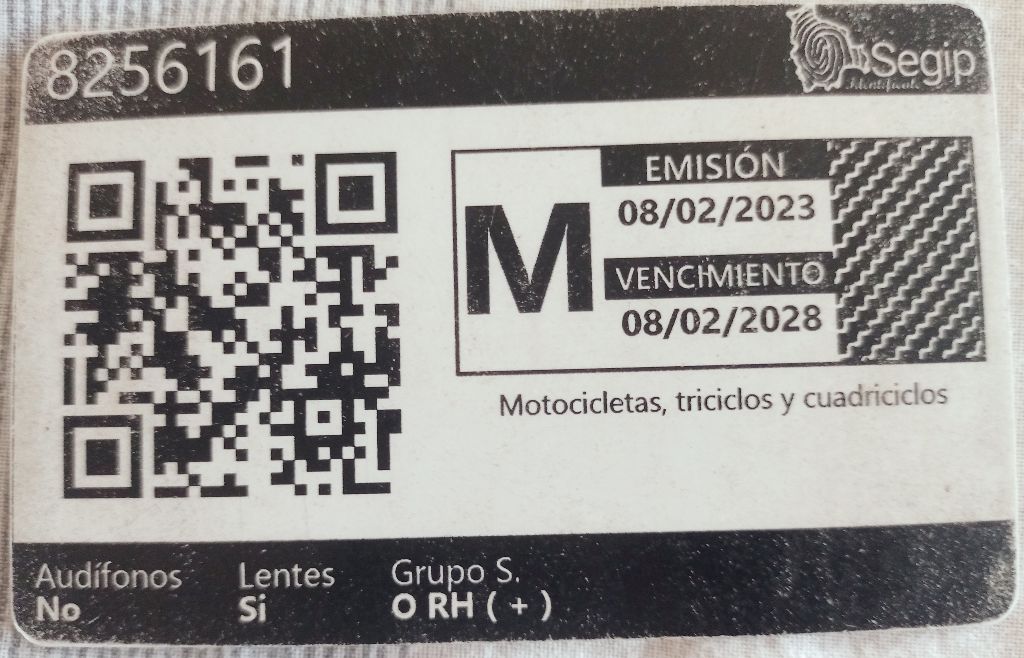 8256161
Segip
EMISIÓN
M
08/02/2023
VENCIMIENTO
08/02/2028
Motocicletas, triciclos y cuadriciclos
Audífonos Lentes Grupo S.
No Si O RH ( + )